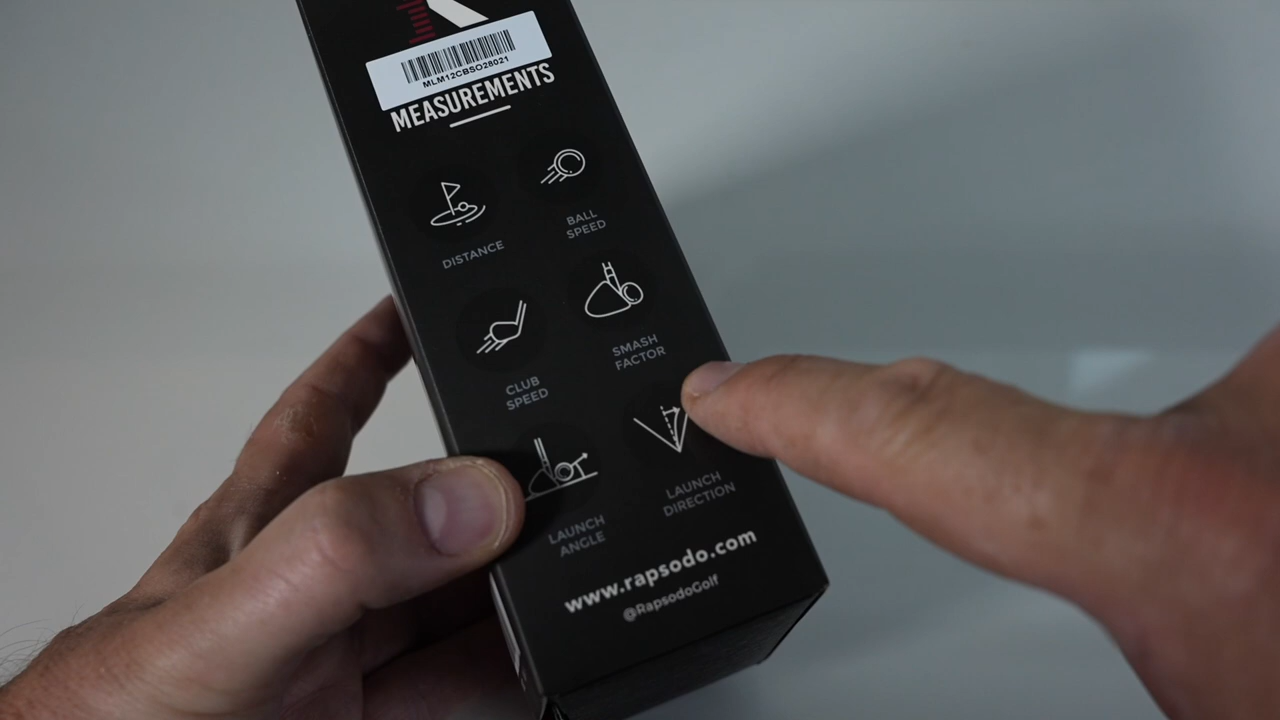 MLM12CBSO28021
MEASUREMENTS
DISTANCE
BALL
SPEED
CLUB
SPEED
SMASH
FACTOR
LAUNCH
ANGLE
LAUNCH
DIRECTION
www.rapsodo.com
@RapsodoGolf